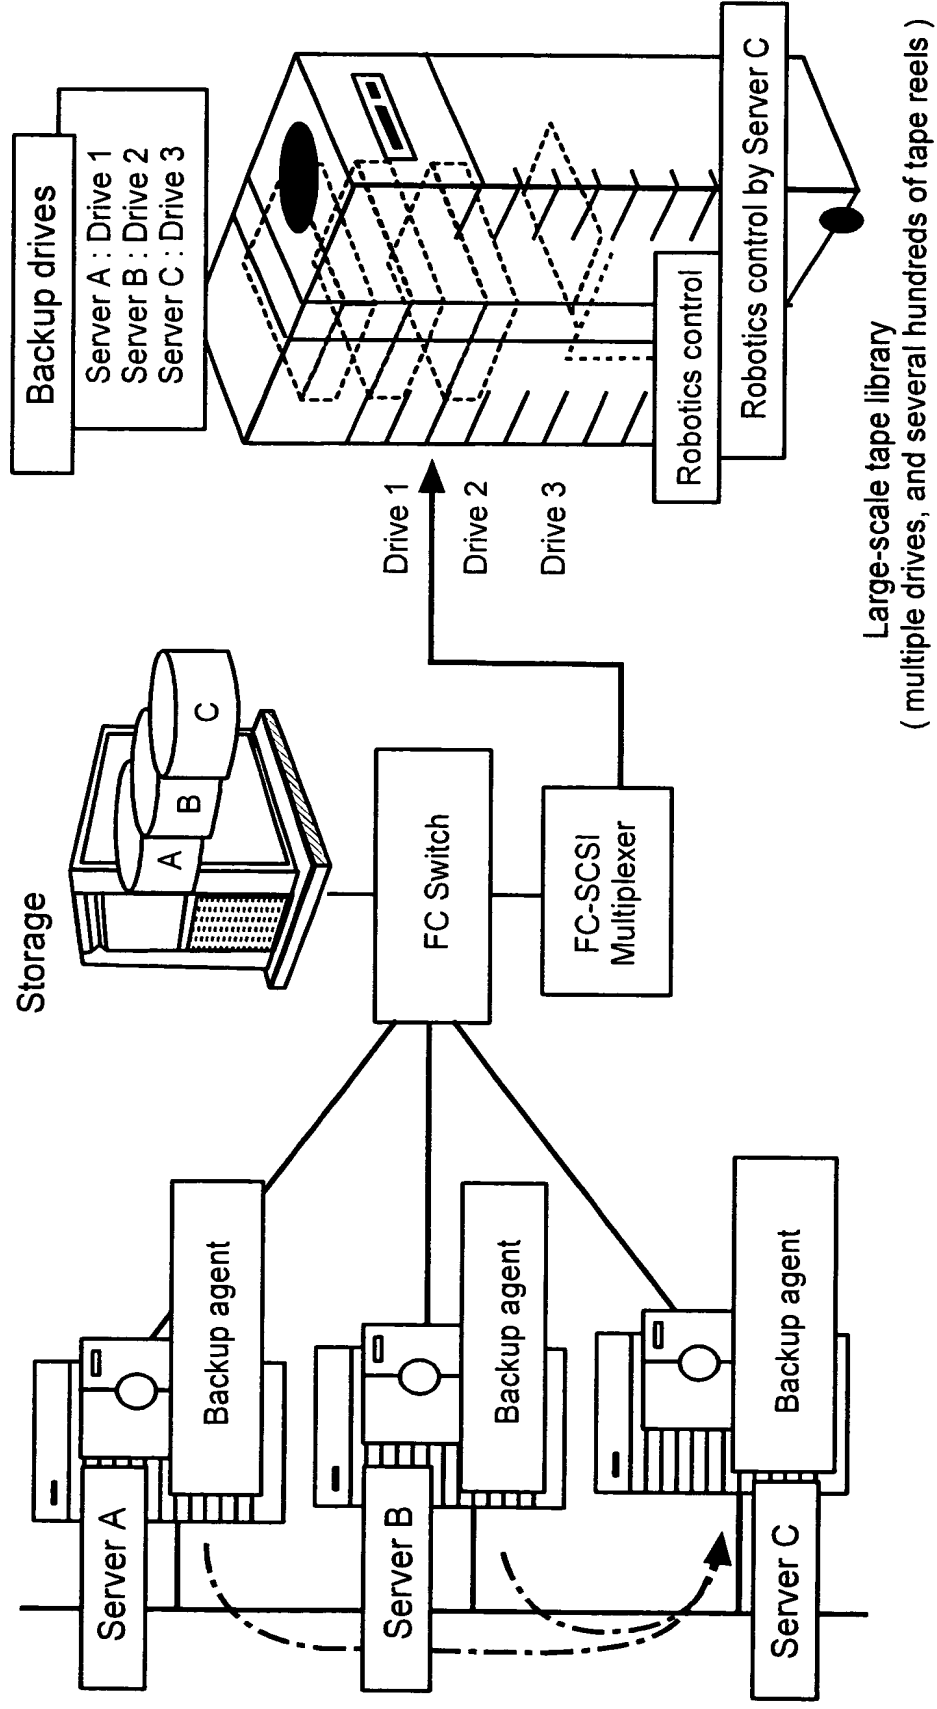 Storage
A
B
C
Backup drives
Server A : Drive 1
Server B : Drive 2
Server C : Drive 3
Server A
Backup agent
Server B
Backup agent
Server C
Backup agent
FC Switch
FC-SCSI
Multiplexer
Drive 1
Drive 2
Drive 3
Robotics control
Robotics control by Server C
Large-scale tape library
( multiple drives, and several hundreds of tape reels )